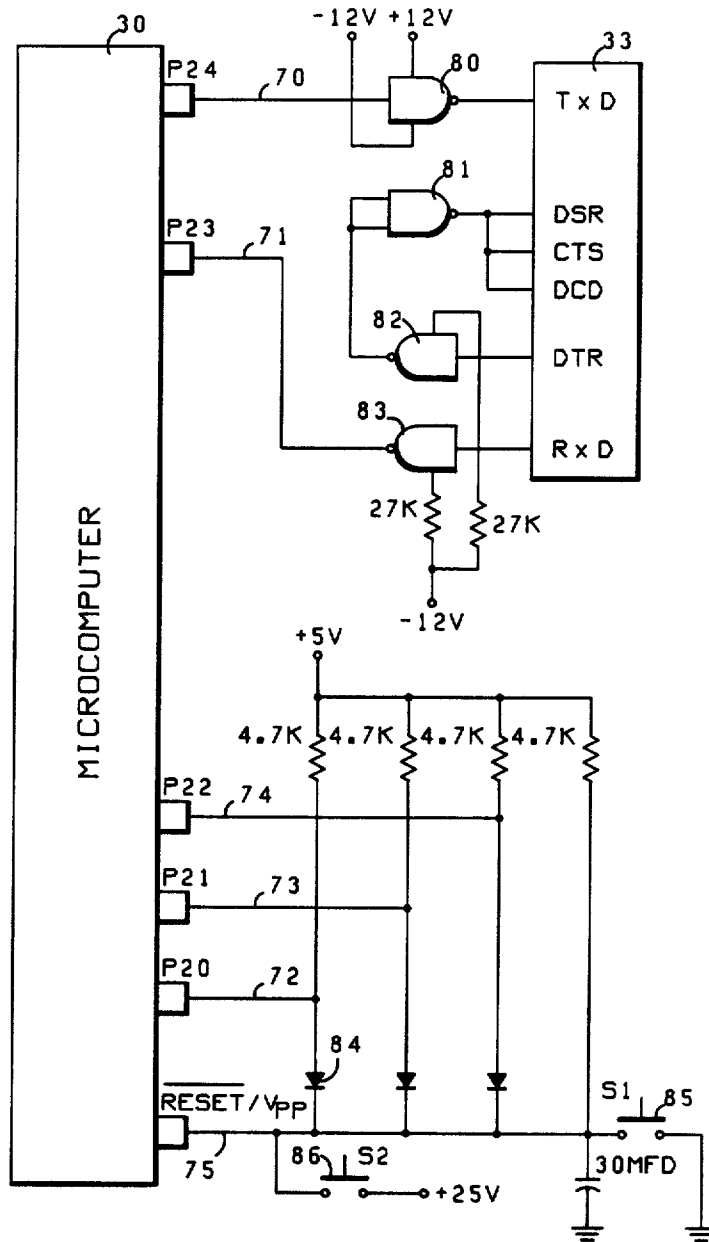 30
-12V +12V
33
P24
70
80
TxD
81
P23
71
DSR
CTS
DCD
82
DTR
83
RxD
27K
27K
-12V
MICROCOMPUTER
+5V
4.7K 4.7K 4.7K 4.7K
P22
74
P21
73
P20
72
84
RESET/VPP
S1
85
75
86
S2
+25V
30MFD